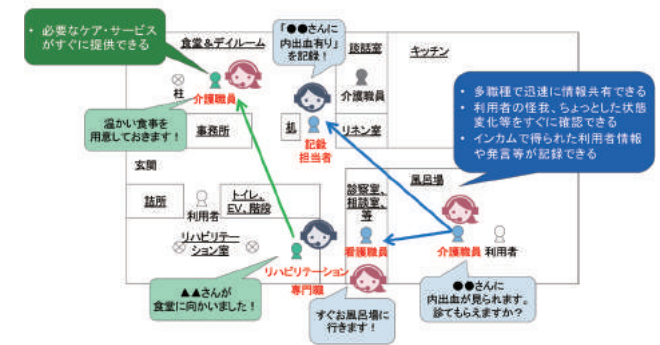 ・必要なケア・サービス
がすぐに提供できる
食堂＆デイルーム
柱
介護職員
温かい食事を
用意しておきます！
事務所
玄関
詰所
利用者
トイレ、
EV、階段
リハビリテー
ション室
リハビリテーション
専門職
▲▲さんが
食堂に向かいました！
「●●さんに
内出血有り」
を記録！
談話室
介護職員
キッチン
机
記録
担当者
リネン室
・多職種で迅速に情報共有できる
・利用者の怪我、ちょっとした状態
変化等をすぐに確認できる
・インカムで得られた利用者情報
や発言等が記録できる
風呂場
診察室、
相談室、
等
看護職員
介護職員
利用者
すぐお風呂場に
行きます！
●●さんに
内出血が見られます。
診てもらえますか？